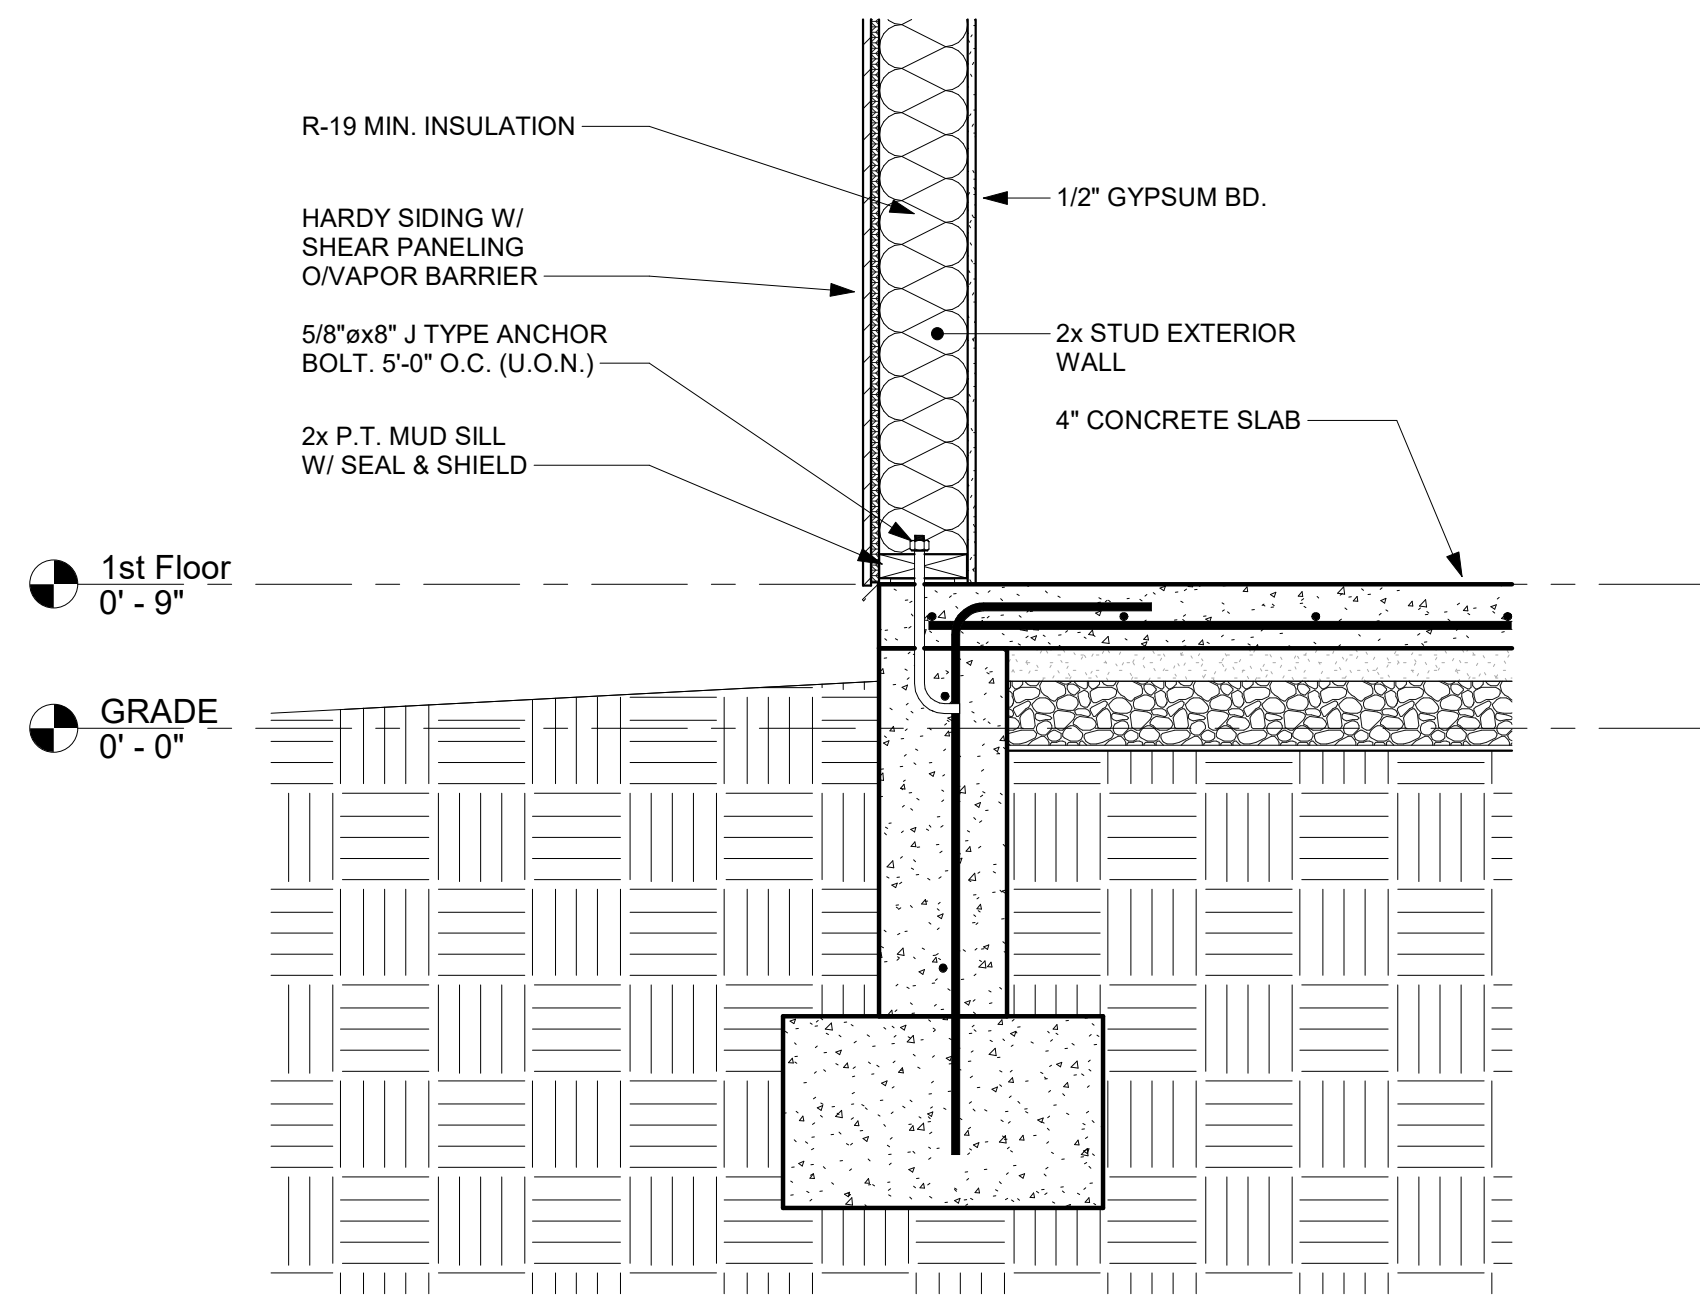 R-19 MIN. INSULATION
HARDY SIDING W/
SHEAR PANELING
O/VAPOR BARRIER
5/8"øx8" J TYPE ANCHOR
BOLT. 5'-0" O.C. (U.O.N.)
2x P.T. MUD SILL
W/ SEAL & SHIELD
1/2" GYPSUM BD.
2x STUD EXTERIOR
WALL
4" CONCRETE SLAB
1st Floor
0' - 9"
GRADE
0' - 0"